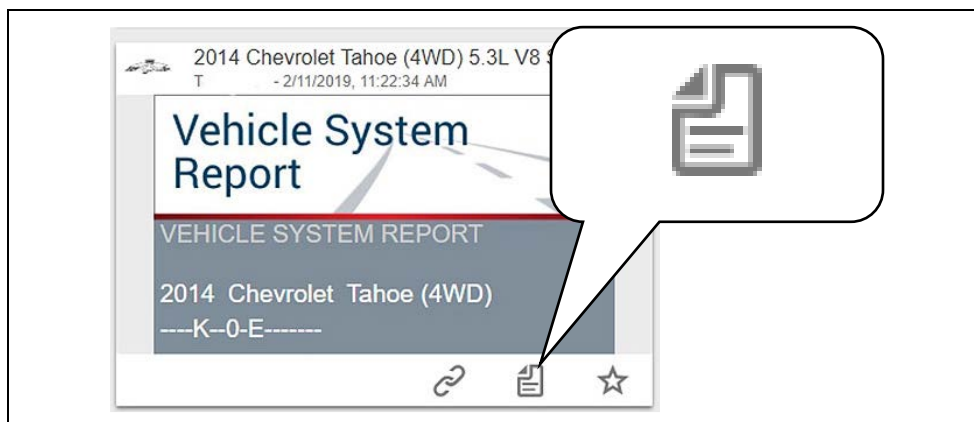 2014 Chevrolet Tahoe (4WD) 5.3L V8
T - 2/11/2019, 11:22:34 AM
Vehicle System
Report
VEHICLE SYSTEM REPORT
2014 Chevrolet Tahoe (4WD)
----K--0-E-------